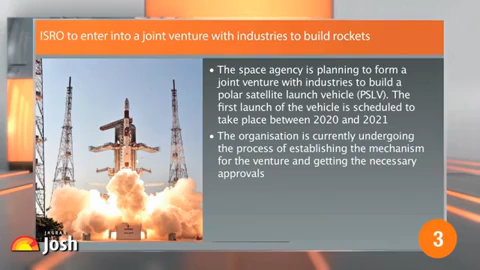 ISRO to enter into a joint venture with industries to build rockets
• The space agency is planning to form a
joint venture with industries to build a
polar satellite launch vehicle (PSLV). The
first launch of the vehicle is scheduled to
take place between 2020 and 2021
• The organisation is currently undergoing
the process of establishing the mechanism
for the venture and getting the necessary
approvals
JAGRAN
Josh
3